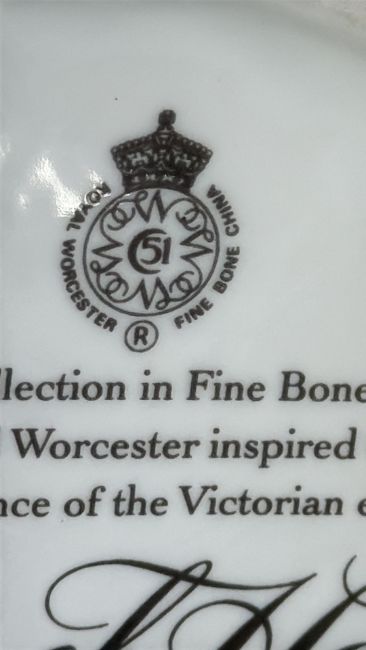 ROYAL WORCESTER
FINE BONE CHINA
51
®
llection in Fine Bone
Worcester inspired
nce of the Victorian e